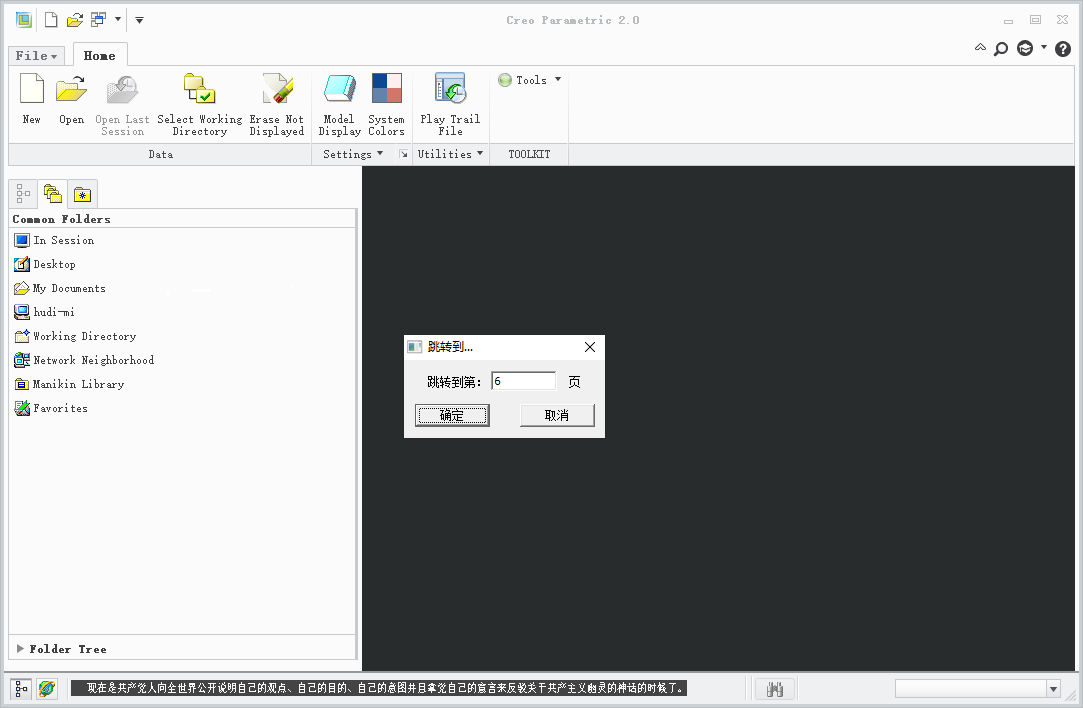 Creo Parametric 2.0
File
Home
New
Open
Open Last Session
Select Working Directory
Erase Not Displayed
Model Display
System Colors
Play Trail File
Tools
Data
Settings
Utilities
TOOLKIT
Common Folders
In Session
Desktop
My Documents
hudi-mi
Working Directory
Network Neighborhood
Manikin Library
Favorites
跳转到...
跳转到第: 6 页
确定
取消
Folder Tree
现在是共产党人向全世界公开说明自己的观点、自己的目的、自己的意图并且拿党自己的宣言来反驳关于共产主义幽灵的神话的时候了。